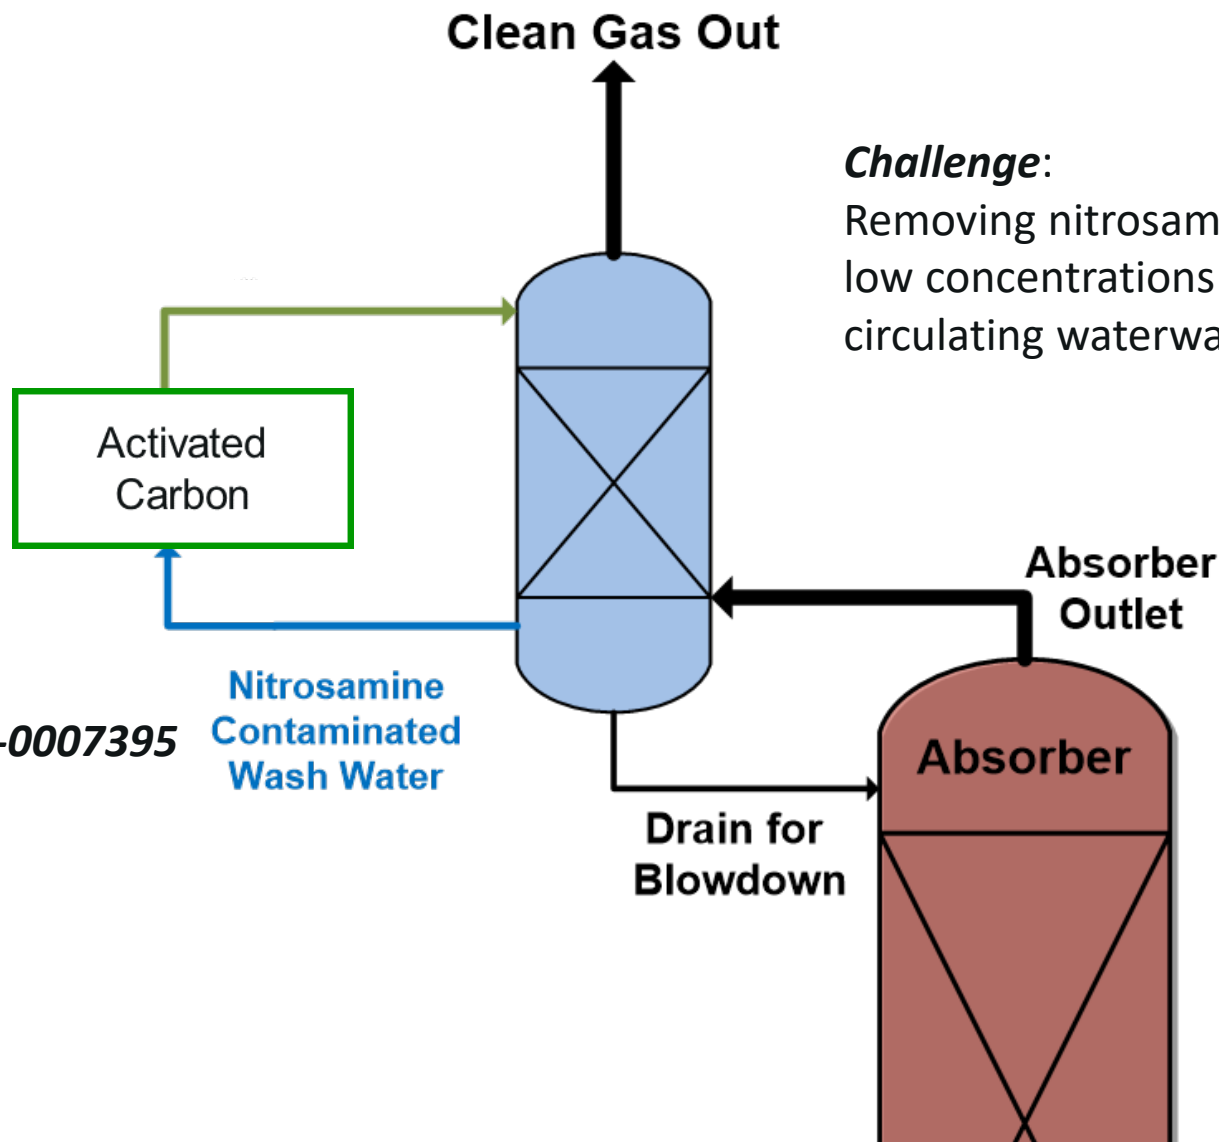 Clean Gas Out
Challenge:
Removing nitrosam
low concentrations
circulating waterwa
Activated
Carbon
Absorber
Outlet
Nitrosamine
Contaminated
Wash Water
-0007395
Absorber
Drain for
Blowdown